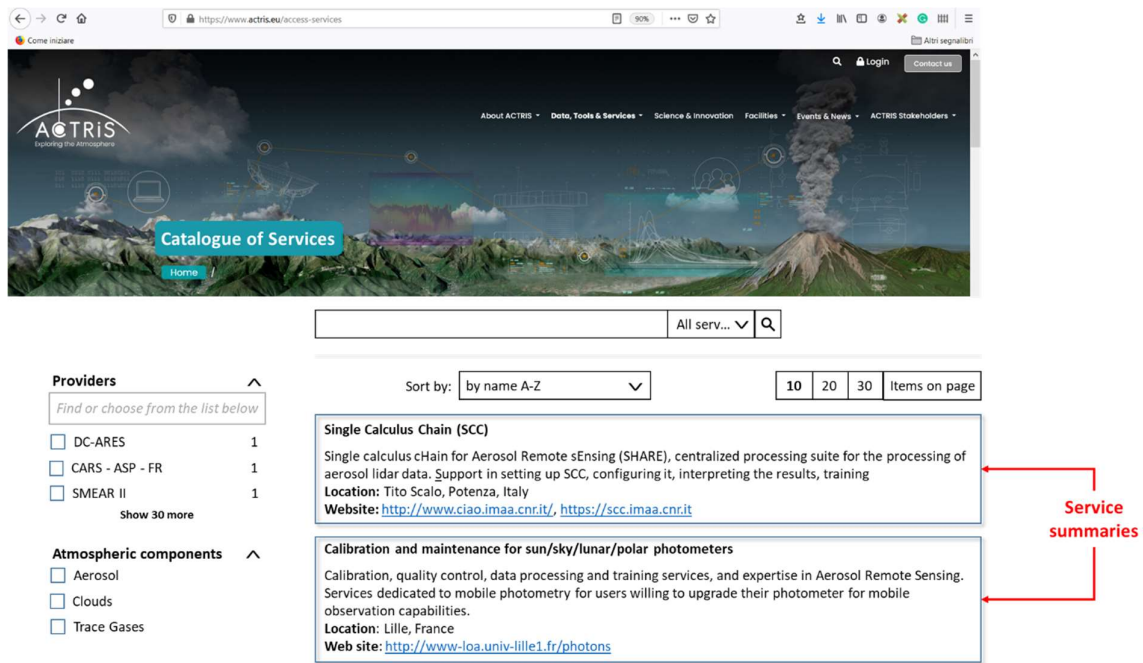 https://www.actris.eu/access-services
90%
Come iniziare
Altri segnalibri
Login
Contact us
ACTRiS
Exploring the Atmosphere
About ACTRIS
Data, Tools & Services
Science & Innovation
Facilities
Events & News
ACTRIS Stakeholders
Catalogue of Services
Home /
All serv...
Providers
Find or choose from the list below
DC-ARES 1
CARS - ASP - FR 1
SMEAR II 1
Show 30 more
Atmospheric components
Aerosol
Clouds
Trace Gases
Sort by: by name A-Z
10 20 30 Items on page
Single Calculus Chain (SCC)
Single calculus cHain for Aerosol Remote sEnsing (SHARE), centralized processing suite for the processing of
aerosol lidar data. Support in setting up SCC, configuring it, interpreting the results, training
Location: Tito Scalo, Potenza, Italy
Website: http://www.ciao.imaa.cnr.it/, https://scc.imaa.cnr.it
Calibration and maintenance for sun/sky/lunar/polar photometers
Calibration, quality control, data processing and training services, and expertise in Aerosol Remote Sensing.
Services dedicated to mobile photometry for users willing to upgrade their photometer for mobile
observation capabilities.
Location: Lille, France
Web site: http://www-loa.univ-lille1.fr/photons
Service
summaries